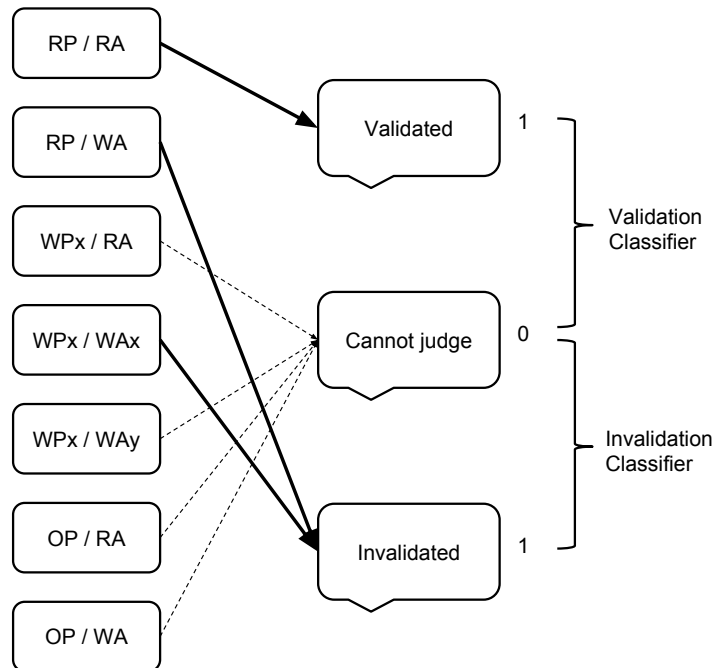 RP / RA
RP / WA
WPx / RA
WPx / WAx
WPx / WAy
OP / RA
OP / WA
Validated
Cannot judge
Invalidated
1
0
1
Validation
Classifier
Invalidation
Classifier